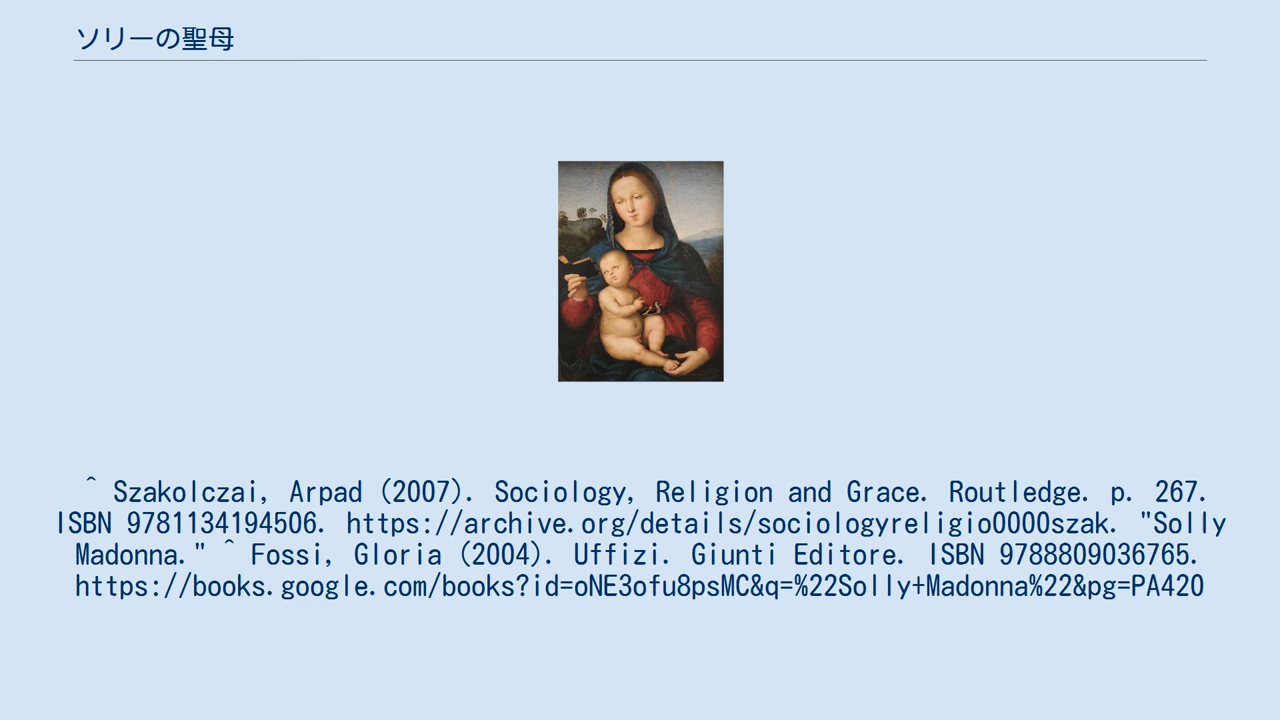 ソリーの聖母
^ Szakolczai, Arpad (2007). Sociology, Religion and Grace. Routledge. p. 267.
ISBN 9781134194506. https://archive.org/details/sociologyreligio0000szak. "Solly
Madonna." ^ Fossi, Gloria (2004). Uffizi. Giunti Editore. ISBN 9788809036765.
https://books.google.com/books?id=oNE3ofu8psMC&q=%22Solly+Madonna%22&pg=PA420